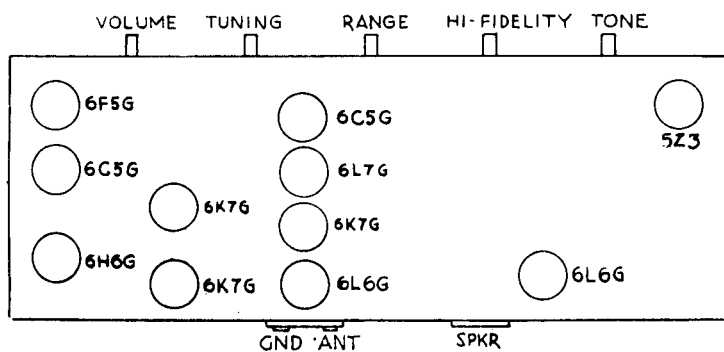 VOLUME TUNING RANGE HI-FIDELITY TONE
6F5G
6C5G
5Z3
6C5G
6L7G
6K7G
6K7G
6H6G
6K7G
6L6G
6L6G
GND ANT SPKR